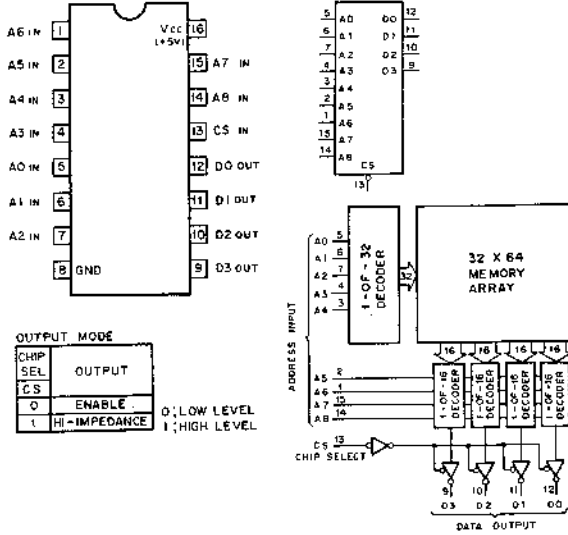 A6 IN 1
Vcc 16
(+5V)
A5 IN 2
15 A7 IN
A4 IN 3
14 A8 IN
A3 IN 4
13 CS IN
A0 IN 5
12 D0 OUT
A1 IN 6
11 D1 OUT
A2 IN 7
10 D2 OUT
8 GND
9 D3 OUT
5 A0 D0 12
6 A1 D1 11
7 A2 D2 10
4 A3 D3 9
3 A4
2 A5
1 A6
15 A7
14 A8
CS
13
OUTPUT MODE
CHIP SEL CS
OUTPUT
0 ENABLE
1 HI-IMPEDANCE
0;LOW LEVEL
1;HIGH LEVEL
ADDRESS INPUT
A0 5
A1 6
A2 7
A3 4
A4 3
1-OF-32 DECODER
32
32 X 64
MEMORY
ARRAY
16 16 16 16
A5 2
A6 1
A7 15
A8 14
1-OF-16 DECODER
1-OF-16 DECODER
1-OF-16 DECODER
1-OF-16 DECODER
CS 13
CHIP SELECT
9 10 11 12
D3 D2 D1 D0
DATA OUTPUT